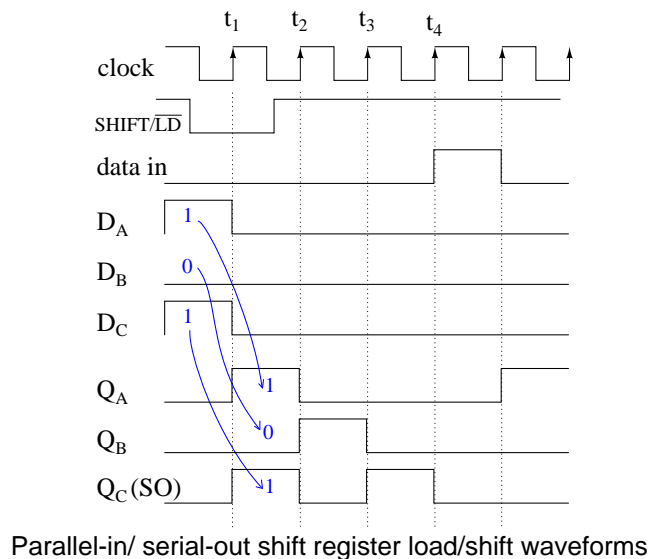 t1 t2 t3 t4
clock
SHIFT/LD
data in
DA 1
DB 0
DC 1
QA 1
QB 0
QC (SO) 1
Parallel-in/ serial-out shift register load/shift waveforms